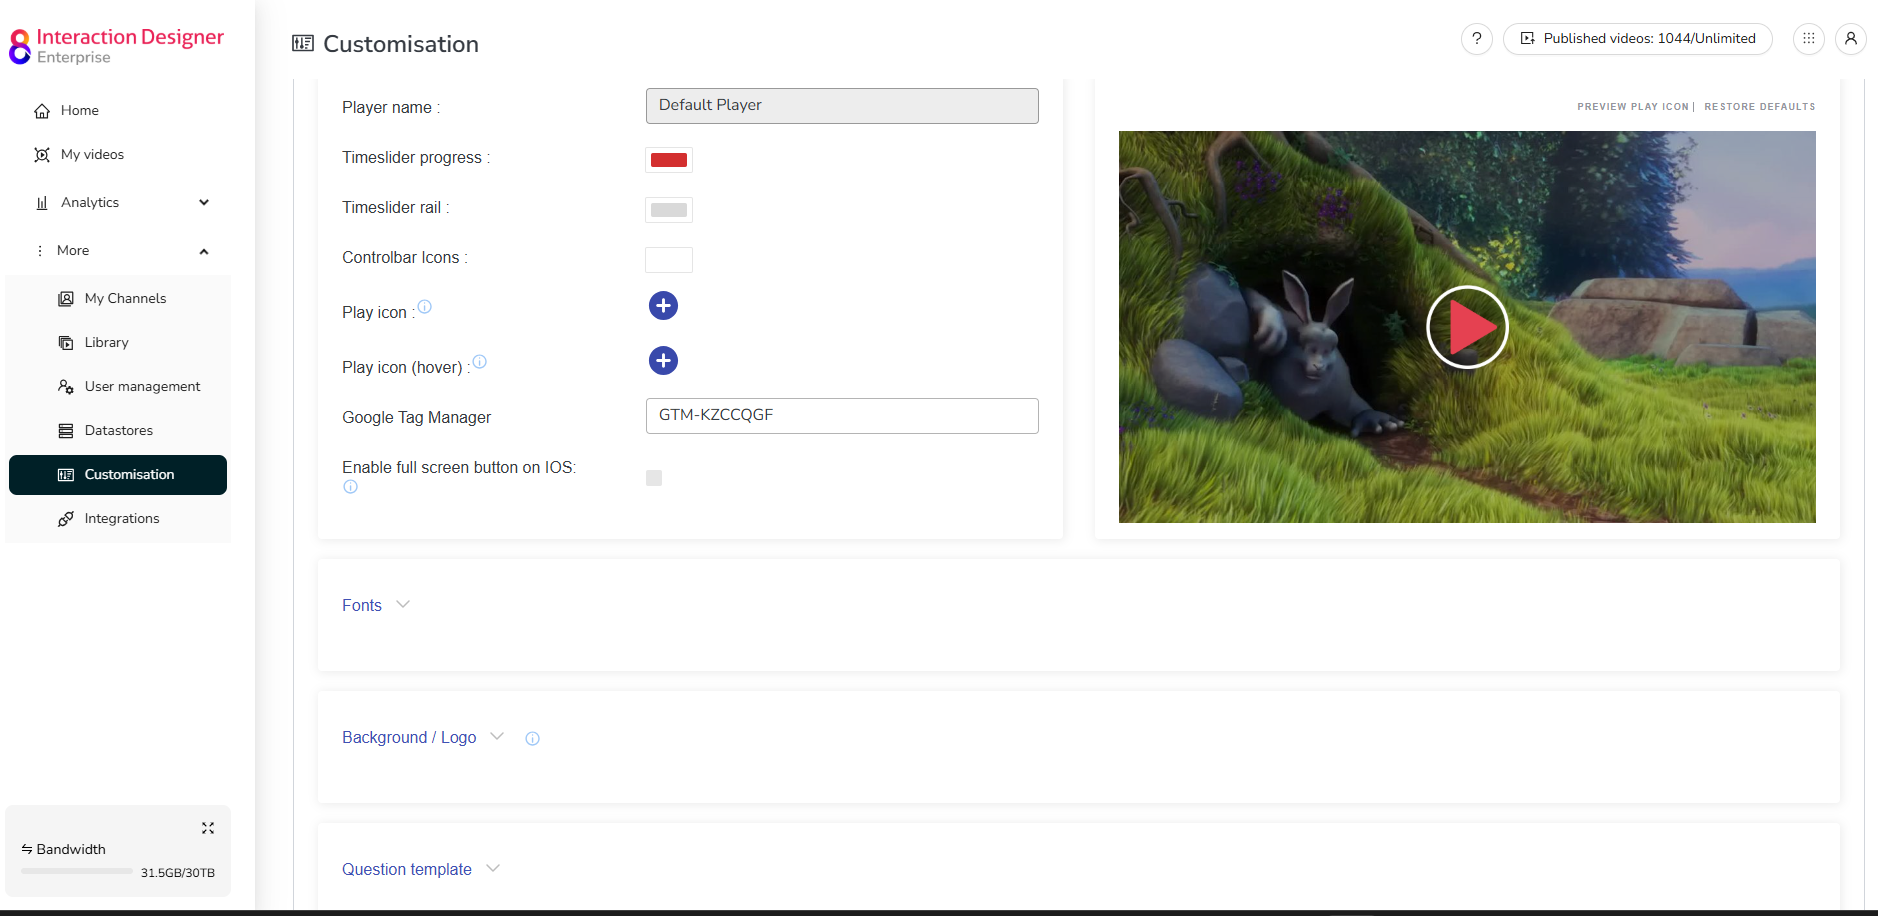 Interaction Designer
Enterprise
Home
My videos
Analytics
More
My Channels
Library
User management
Datastores
Customisation
Integrations
Bandwidth
31.5GB/30TB
Customisation
? Published videos: 1044/Unlimited
Player name :
Default Player
Timeslider progress :
Timeslider rail :
Controlbar Icons :
Play icon :
Play icon (hover) :
Google Tag Manager
GTM-KZCCQGF
Enable full screen button on IOS:
PREVIEW PLAY ICON | RESTORE DEFAULTS
Fonts
Background / Logo
Question template